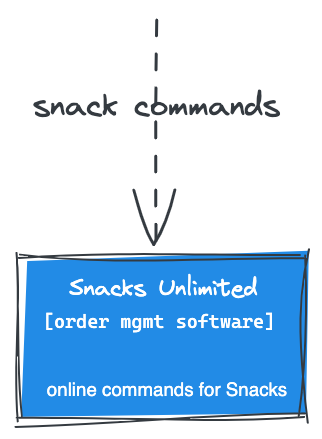 snack commands
Snacks Unlimited
[order mgmt software]
online commands for Snacks